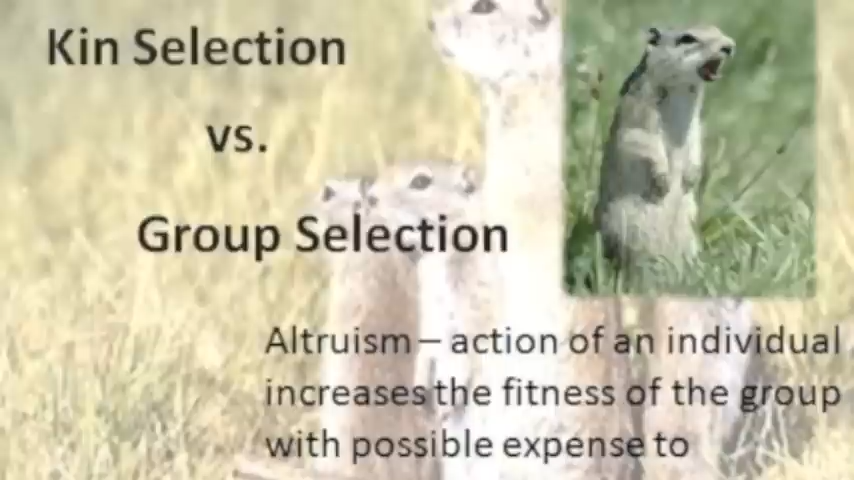 Kin Selection
vs.
Group Selection
Altruism – action of an individual
increases the fitness of the group
with possible expense to